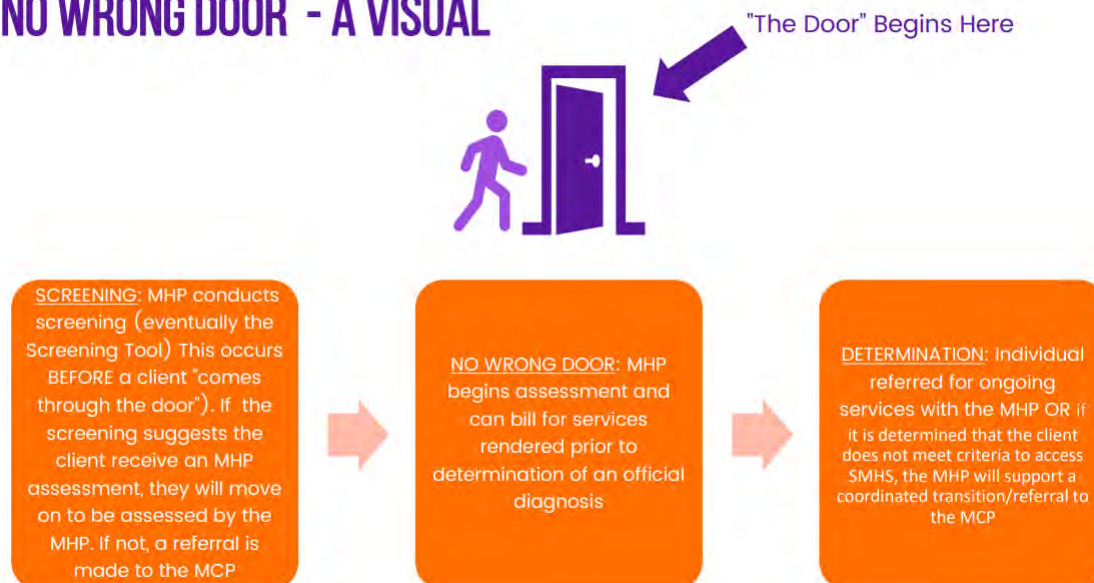 NO WRONG DOOR - A VISUAL
"The Door" Begins Here
SCREENING: MHP conducts
screening (eventually the
Screening Tool) This occurs
BEFORE a client "comes
through the door"). If the
screening suggests the
client receive an MHP
assessment, they will move
on to be assessed by the
MHP. If not, a referral is
made to the MCP
NO WRONG DOOR: MHP
begins assessment and
can bill for services
rendered prior to
determination of an official
diagnosis
DETERMINATION: Individual
referred for ongoing
services with the MHP OR if
it is determined that the client
does not meet criteria to access
SMHS, the MHP will support a
coordinated transition/referral to
the MCP